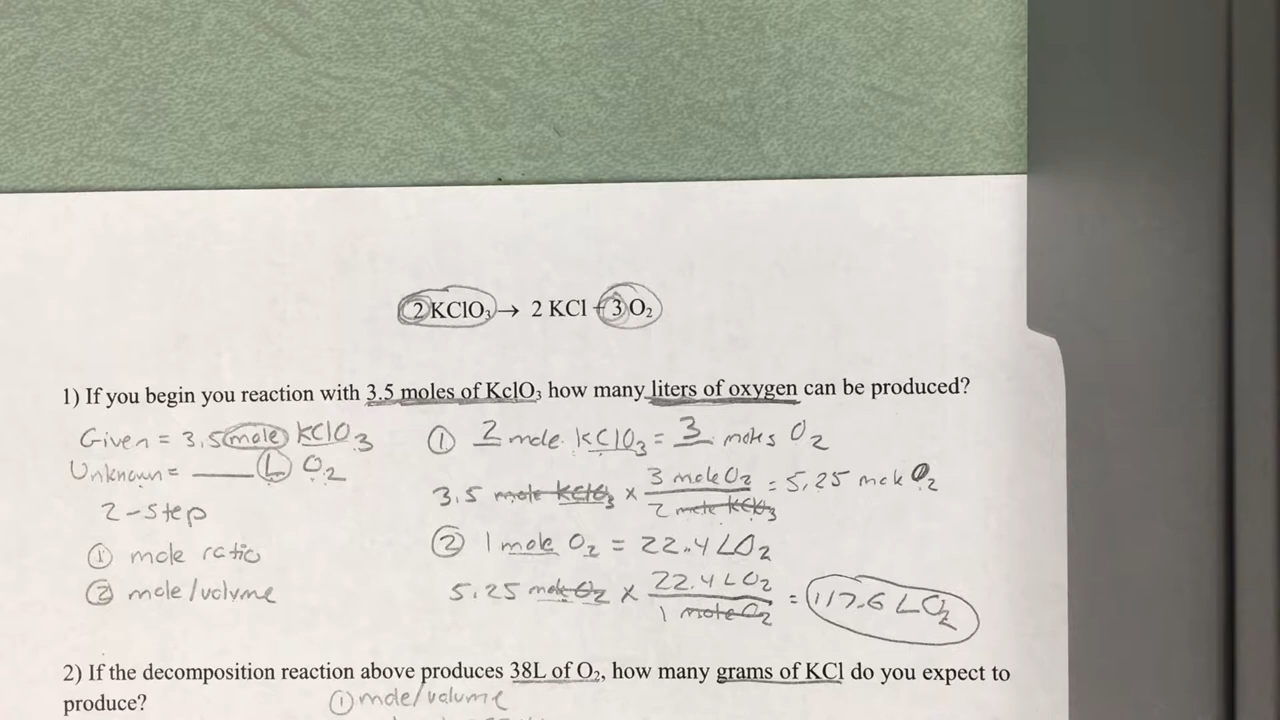 2 KClO₃ → 2 KCl + 3 O₂
1) If you begin you reaction with 3.5 moles of KclO₃ how many liters of oxygen can be produced?
Given = 3.5 mole KClO₃
Unknown = ____ L O₂
2-step
① mole ratio
② mole/volume
① 2 mole KClO₃ = 3 moles O₂
3.5 mole KClO₃ × 3 mole O₂ / 2 mole KClO₃ = 5.25 mole O₂
② 1 mole O₂ = 22.4 L O₂
5.25 mole O₂ × 22.4 L O₂ / 1 mole O₂ = 117.6 L O₂
2) If the decomposition reaction above produces 38L of O₂, how many grams of KCl do you expect to
produce?
① mole/volume